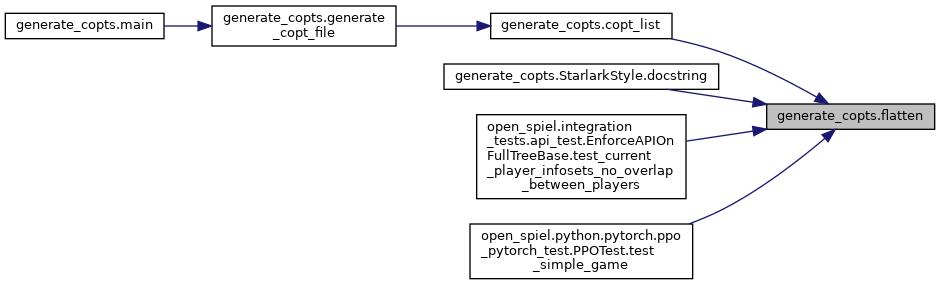 generate_copts.main
generate_copts.generate
_copt_file
generate_copts.copt_list
generate_copts.StarlarkStyle.docstring
generate_copts.flatten
open_spiel.integration
_tests.api_test.EnforceAPIOn
FullTreeBase.test_current
_player_infosets_no_overlap
_between_players
open_spiel.python.pytorch.ppo
_pytorch_test.PPOTest.test
_simple_game